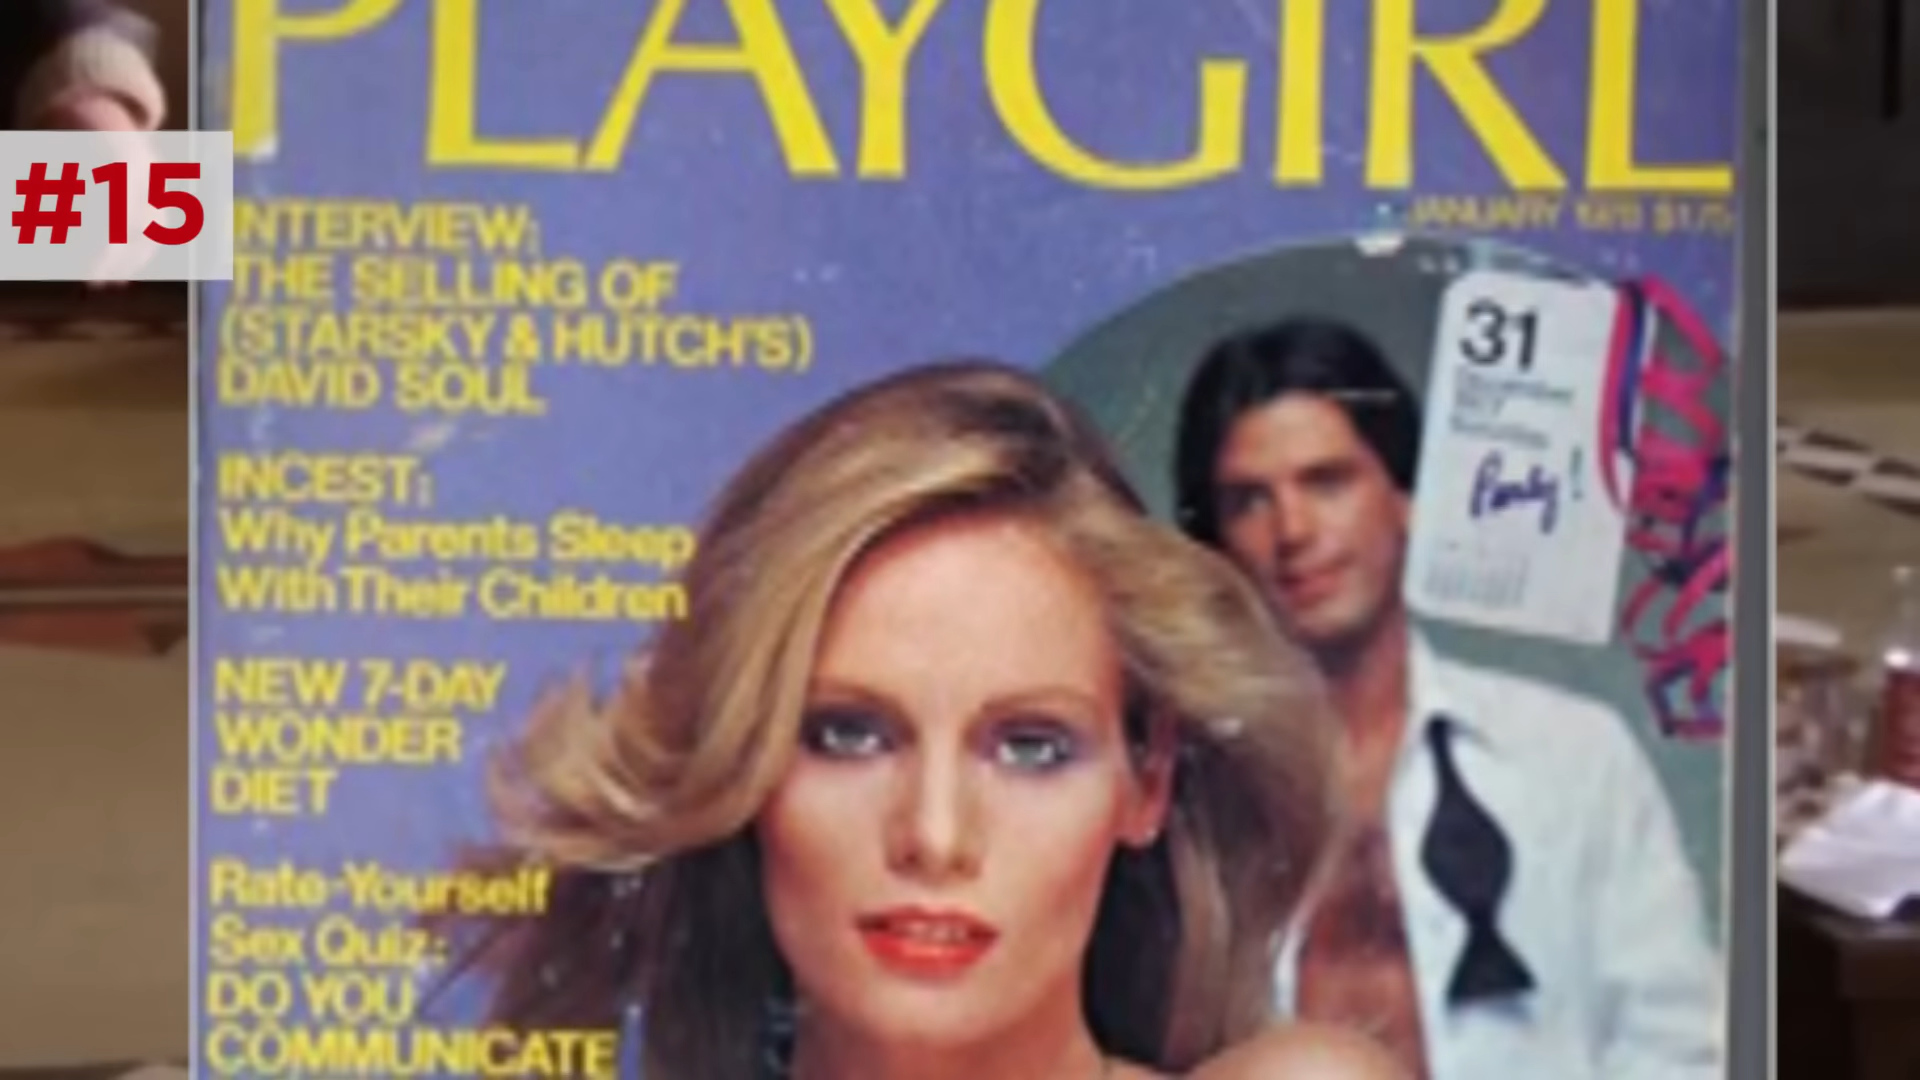 PLAYGIRL
#15
JANUARY 1978 $1.75
INTERVIEW:
THE SELLING OF
(STARSKY & HUTCH'S)
DAVID SOUL
31
Party!
INCEST:
Why Parents Sleep
With Their Children
NEW 7-DAY
WONDER
DIET
Rate-Yourself
Sex Quiz:
DO YOU
COMMUNICATE